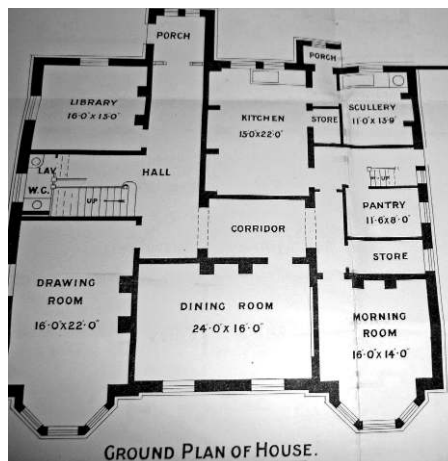 PORCH
PORCH
LIBRARY
16·0"×13·0"
KITCHEN
15·0"×22·0"
STORE
SCULLERY
11·0"×13·9"
LAV.
W.C.
UP
HALL
UP
PANTRY
11·6×8·0"
CORRIDOR
STORE
DRAWING
ROOM
16·0"×22·0"
DINING ROOM
24·0"×16·0"
MORNING
ROOM
16·0"×14·0"
GROUND PLAN OF HOUSE.